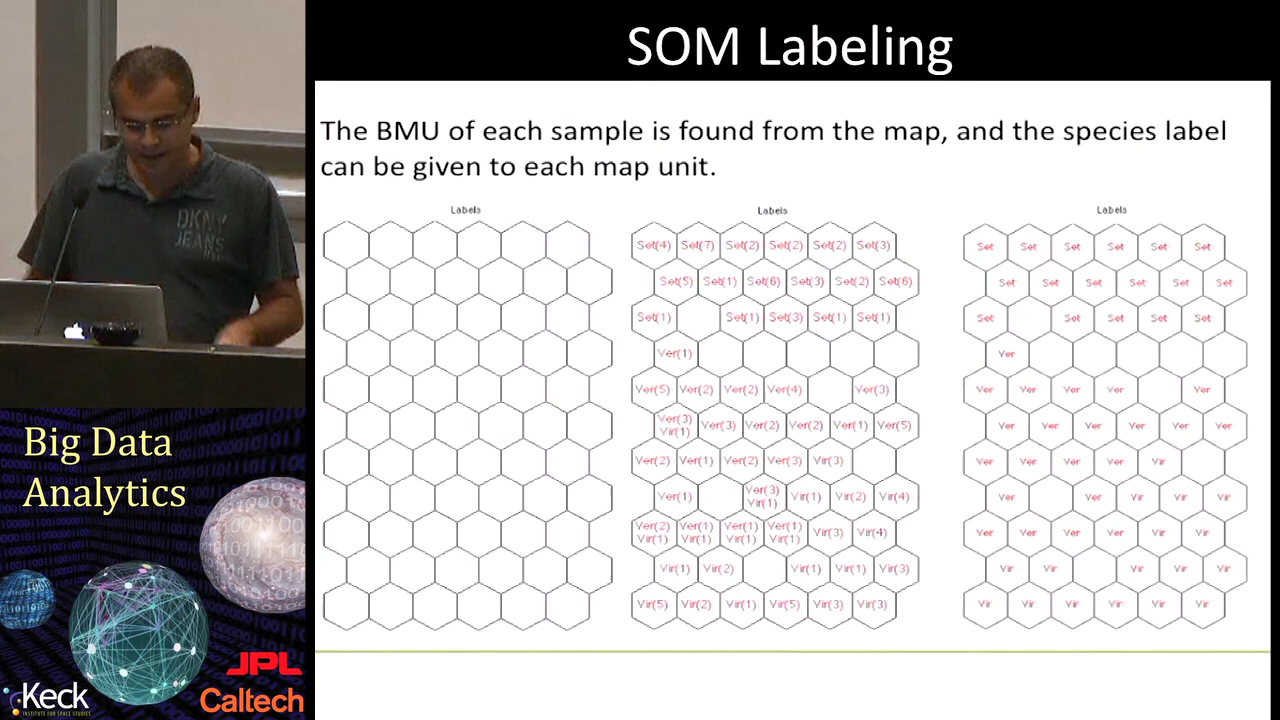 SOM Labeling
The BMU of each sample is found from the map, and the species label
can be given to each map unit.
Labels
Labels
Labels
Set(4) Set(7) Set(2) Set(2) Set(2) Set(3)
Set(5) Set(1) Set(6) Set(3) Set(2) Set(6)
Set(1) Set(1) Set(3) Set(1) Set(1)
Ver(1)
Ver(5) Ver(2) Ver(2) Ver(4) Ver(3)
Ver(3) Ver(3) Ver(2) Ver(2) Ver(1) Ver(5)
Vir(1)
Ver(2) Ver(1) Ver(2) Ver(3) Vir(3)
Ver(1) Ver(3) Vir(1) Vir(2) Vir(4)
Vir(1)
Ver(2) Ver(1) Ver(1) Ver(1) Vir(3) Vir(4)
Vir(1) Vir(1) Vir(1) Vir(1)
Vir(1) Vir(2) Vir(1) Vir(1) Vir(3)
Vir(5) Vir(2) Vir(1) Vir(5) Vir(3) Vir(3)
Set Set Set Set Set Set
Set Set Set Set Set Set
Set Set Set Set Set
Ver
Ver Ver Ver Ver Ver
Ver Ver Ver Ver Ver Ver
Ver Ver Ver Ver Vir
Ver Ver Vir Vir Vir
Ver Ver Ver Ver Vir Vir
Vir Vir Vir Vir Vir
Vir Vir Vir Vir Vir Vir
DKNY
JEANS
Big Data
Analytics
JPL
Keck
INSTITUTE FOR SPACE STUDIES
Caltech